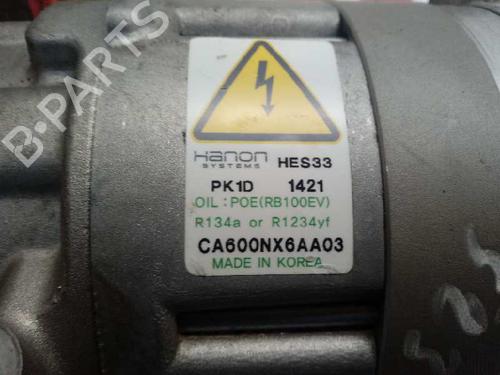 B-PARTS
Hanon
SYSTEMS
HES33
PK1D 1421
OIL : POE(RB100EV)
R134a or R1234yf
CA600NX6AA03
MADE IN KOREA